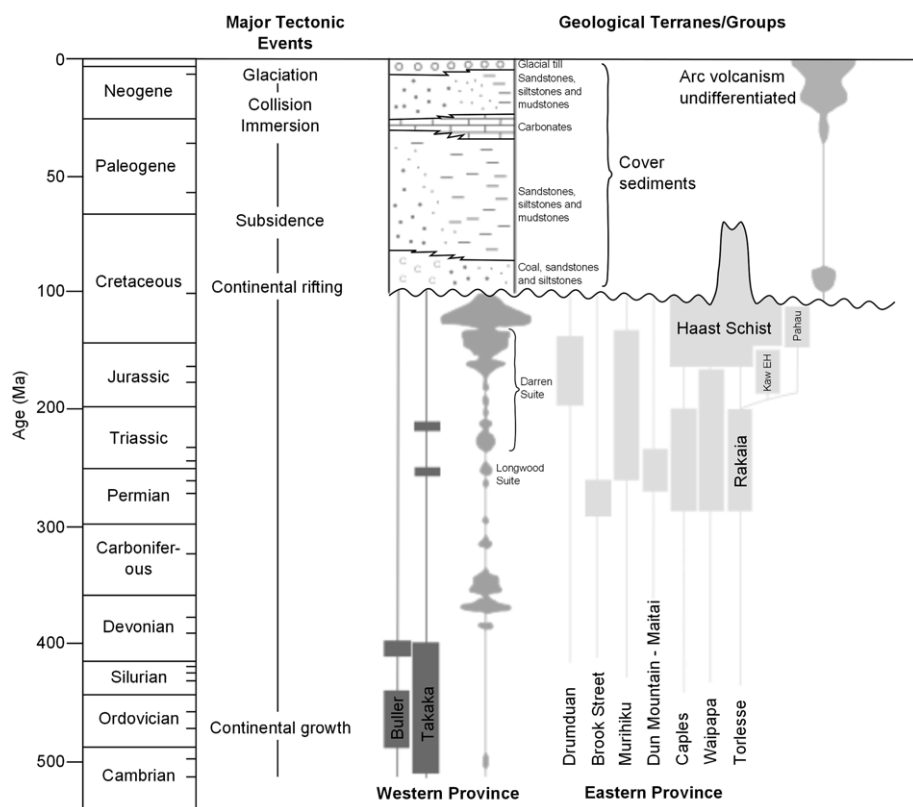 Major Tectonic
Events
Geological Terranes/Groups
Age (Ma)
0
50
100
200
300
400
500
Neogene
Paleogene
Cretaceous
Jurassic
Triassic
Permian
Carbonifer-
ous
Devonian
Silurian
Ordovician
Cambrian
Glaciation
Collision
Immersion
Subsidence
Continental rifting
Continental growth
Glacial till
Sandstones,
siltstones and
mudstones
Carbonates
Sandstones,
siltstones and
mudstones
Coal, sandstones
and siltstones
Cover
sediments
Arc volcanism
undifferentiated
Darren
Suite
Longwood
Suite
Buller
Takaka
Haast Schist
Kaw EH
Pahau
Rakaia
Drumduan
Brook Street
Murihiku
Dun Mountain - Maitai
Caples
Waipapa
Torlesse
Western Province
Eastern Province